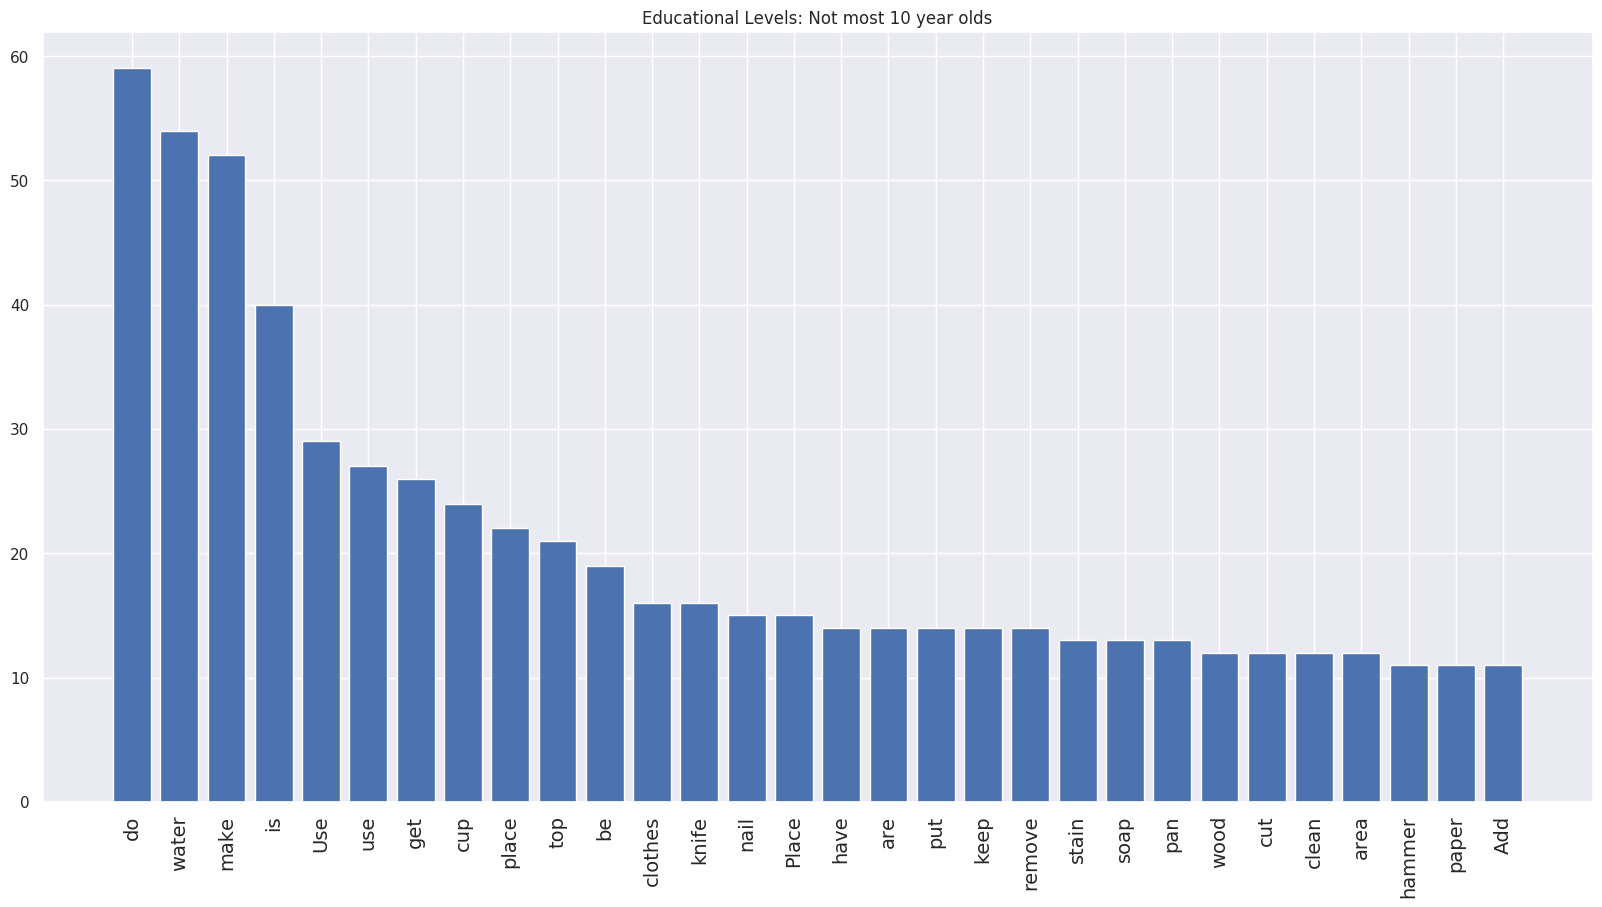 Educational Levels: Not most 10 year olds
60
50
40
30
20
10
0
do
water
make
is
Use
use
get
cup
place
top
be
clothes
knife
nail
Place
have
are
put
keep
remove
stain
soap
pan
wood
cut
clean
area
hammer
paper
Add